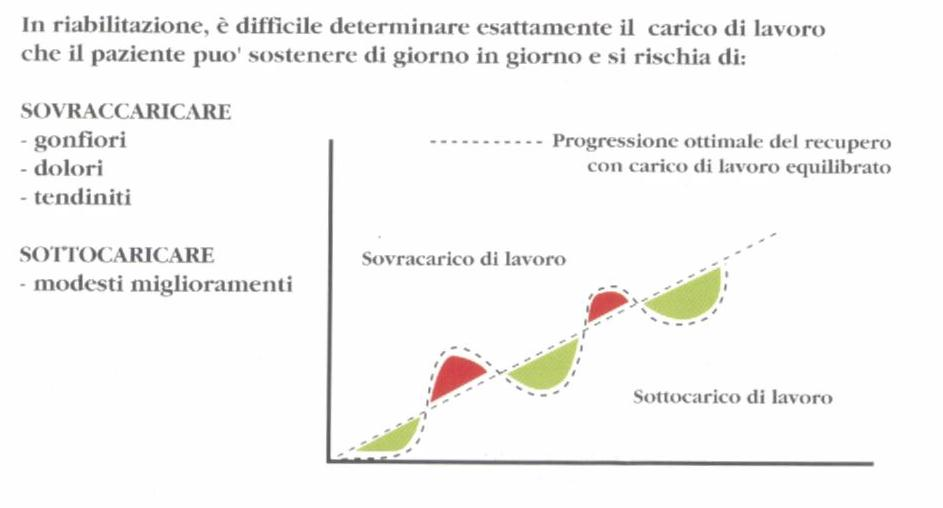 In riabilitazione, è difficile determinare esattamente il carico di lavoro
che il paziente puo' sostenere di giorno in giorno e si rischia di:
SOVRACCARICARE
- gonfiori
- dolori
- tendiniti
SOTTOCARICARE
- modesti miglioramenti
Progressione ottimale del recupero
con carico di lavoro equilibrato
Sovracarico di lavoro
Sottocarico di lavoro